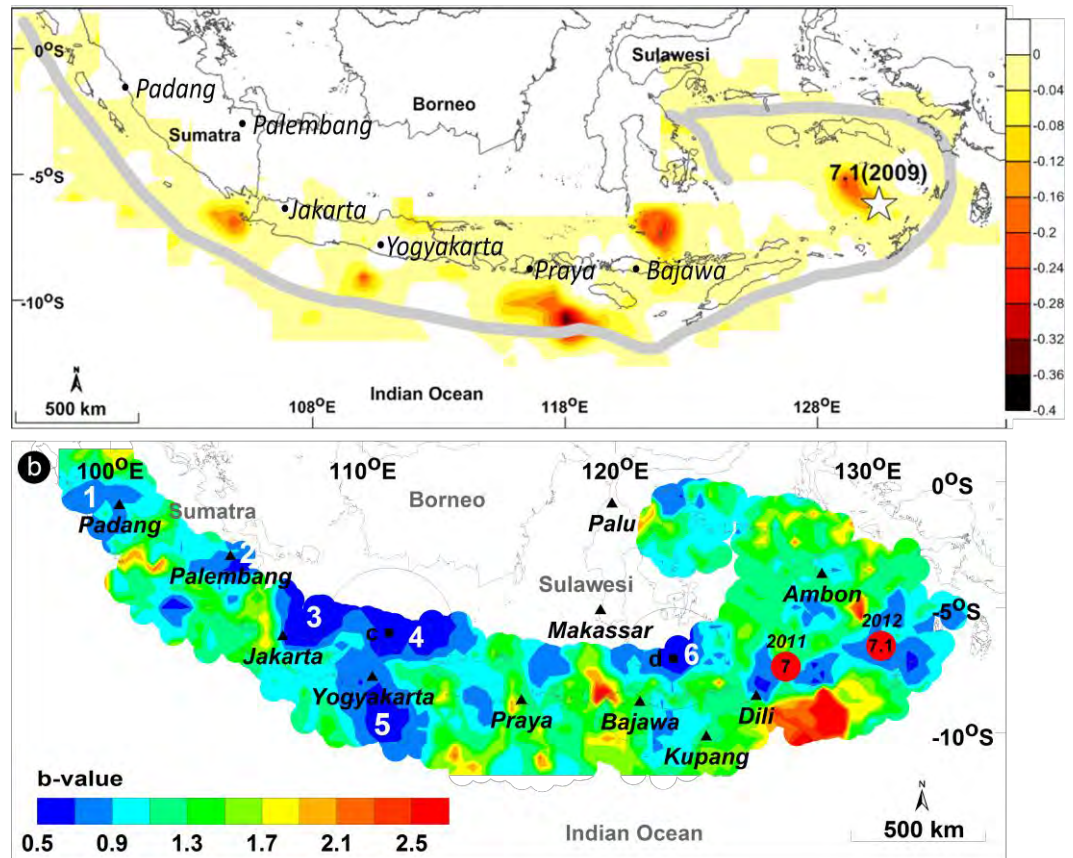 Sulawesi
0
0°S
Borneo
-0.04
Padang
-0.08
Sumatra
Palembang
-0.12
7.1(2009)
-5°S
-0.16
Jakarta
-0.2
Yogyakarta
-0.24
Praya
Bajawa
-10°S
-0.28
-0.32
N
Indian Ocean
-0.36
500 km
108°E
118°E
128°E
-0.4
b
100°E
110°E
120°E
130°E
0°S
1
Borneo
Padang
Sumatra
Palu
2
Palembang
Sulawesi
Ambon
3
2012
-5°S
c
4
Makassar
2011
7.1
Jakarta
d
6
7
Yogyakarta
Dili
5
Praya
Bajawa
Kupang
-10°S
b-value
N
0.5 0.9 1.3 1.7 2.1 2.5
Indian Ocean
500 km